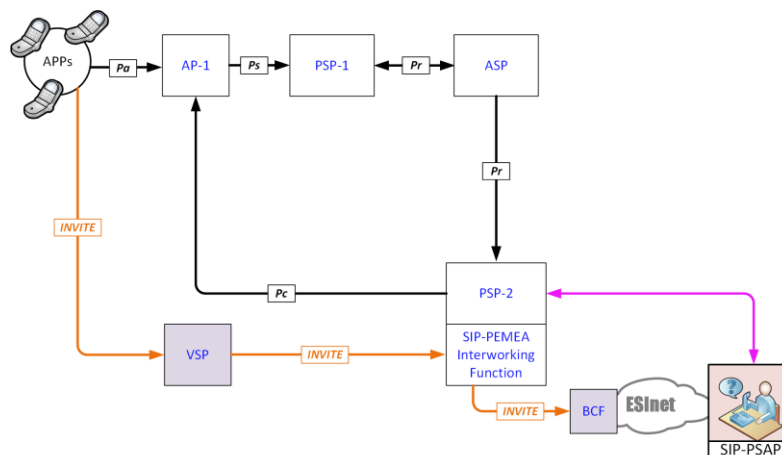 APPs
Pa
AP-1
Ps
PSP-1
Pr
ASP
Pr
INVITE
Pc
PSP-2
SIP-PEMEA
Interworking
Function
VSP
INVITE
INVITE
BCF
ESInet
SIP-PSAP